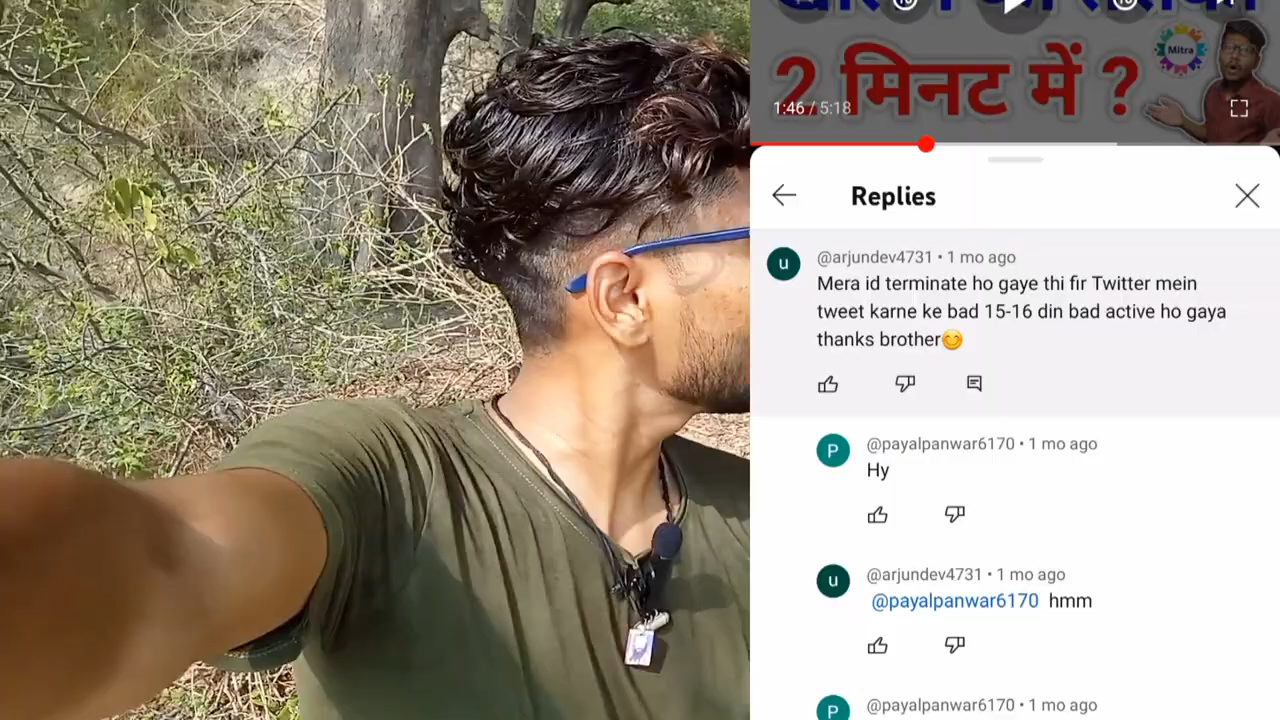 2 मिनट में ?
Mitra
1:46 / 5:18
Replies
u
@arjundev4731 • 1 mo ago
Mera id terminate ho gaye thi fir Twitter mein
tweet karne ke bad 15-16 din bad active ho gaya
thanks brother😊
P
@payalpanwar6170 • 1 mo ago
Hy
u
@arjundev4731 • 1 mo ago
@payalpanwar6170 hmm
P
@payalpanwar6170 • 1 mo ago